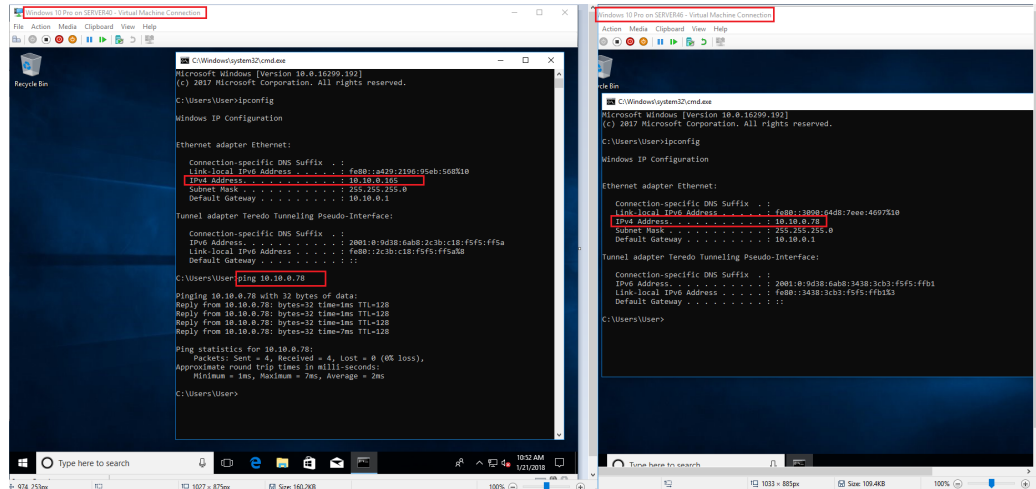 Windows 10 Pro on SERVER40 - Virtual Machine Connection
File Action Media Clipboard View Help
Recycle Bin
C:\Windows\system32\cmd.exe
Microsoft Windows [Version 10.0.16299.192]
(c) 2017 Microsoft Corporation. All rights reserved.
C:\Users\User>ipconfig
Windows IP Configuration
Ethernet adapter Ethernet:
Connection-specific DNS Suffix . :
Link-local IPv6 Address . . . . . : fe80::a429:2196:95eb:568%10
IPv4 Address. . . . . . . . . . . : 10.10.0.165
Subnet Mask . . . . . . . . . . . : 255.255.255.0
Default Gateway . . . . . . . . . : 10.10.0.1
Tunnel adapter Teredo Tunneling Pseudo-Interface:
Connection-specific DNS Suffix . :
IPv6 Address. . . . . . . . . . . : 2001:0:9d38:6ab8:2c3b:c18:f5f5:ff5a
Link-local IPv6 Address . . . . . : fe80::2c3b:c18:f5f5:ff5a%8
Default Gateway . . . . . . . . . : ::
C:\Users\User>ping 10.10.0.78
Pinging 10.10.0.78 with 32 bytes of data:
Reply from 10.10.0.78: bytes=32 time=1ms TTL=128
Reply from 10.10.0.78: bytes=32 time=1ms TTL=128
Reply from 10.10.0.78: bytes=32 time=1ms TTL=128
Reply from 10.10.0.78: bytes=32 time=7ms TTL=128
Ping statistics for 10.10.0.78:
Packets: Sent = 4, Received = 4, Lost = 0 (0% loss),
Approximate round trip times in milli-seconds:
Minimum = 1ms, Maximum = 7ms, Average = 2ms
C:\Users\User>
Type here to search
10:52 AM
1/21/2018
974, 253px
1027 × 875px
Size: 160.2KB
100%
Windows 10 Pro on SERVER46 - Virtual Machine Connection
Action Media Clipboard View Help
cle Bin
C:\Windows\system32\cmd.exe
Microsoft Windows [Version 10.0.16299.192]
(c) 2017 Microsoft Corporation. All rights reserved.
C:\Users\User>ipconfig
Windows IP Configuration
Ethernet adapter Ethernet:
Connection-specific DNS Suffix . :
Link-local IPv6 Address . . . . . : fe80::3090:64d8:7eee:4697%10
IPv4 Address. . . . . . . . . . . : 10.10.0.78
Subnet Mask . . . . . . . . . . . : 255.255.255.0
Default Gateway . . . . . . . . . : 10.10.0.1
Tunnel adapter Teredo Tunneling Pseudo-Interface:
Connection-specific DNS Suffix . :
IPv6 Address. . . . . . . . . . . : 2001:0:9d38:6ab8:3438:3cb3:f5f5:ffb1
Link-local IPv6 Address . . . . . : fe80::3438:3cb3:f5f5:ffb1%3
Default Gateway . . . . . . . . . : ::
C:\Users\User>
Type here to search
1033 × 885px
Size: 109.4KB
100%